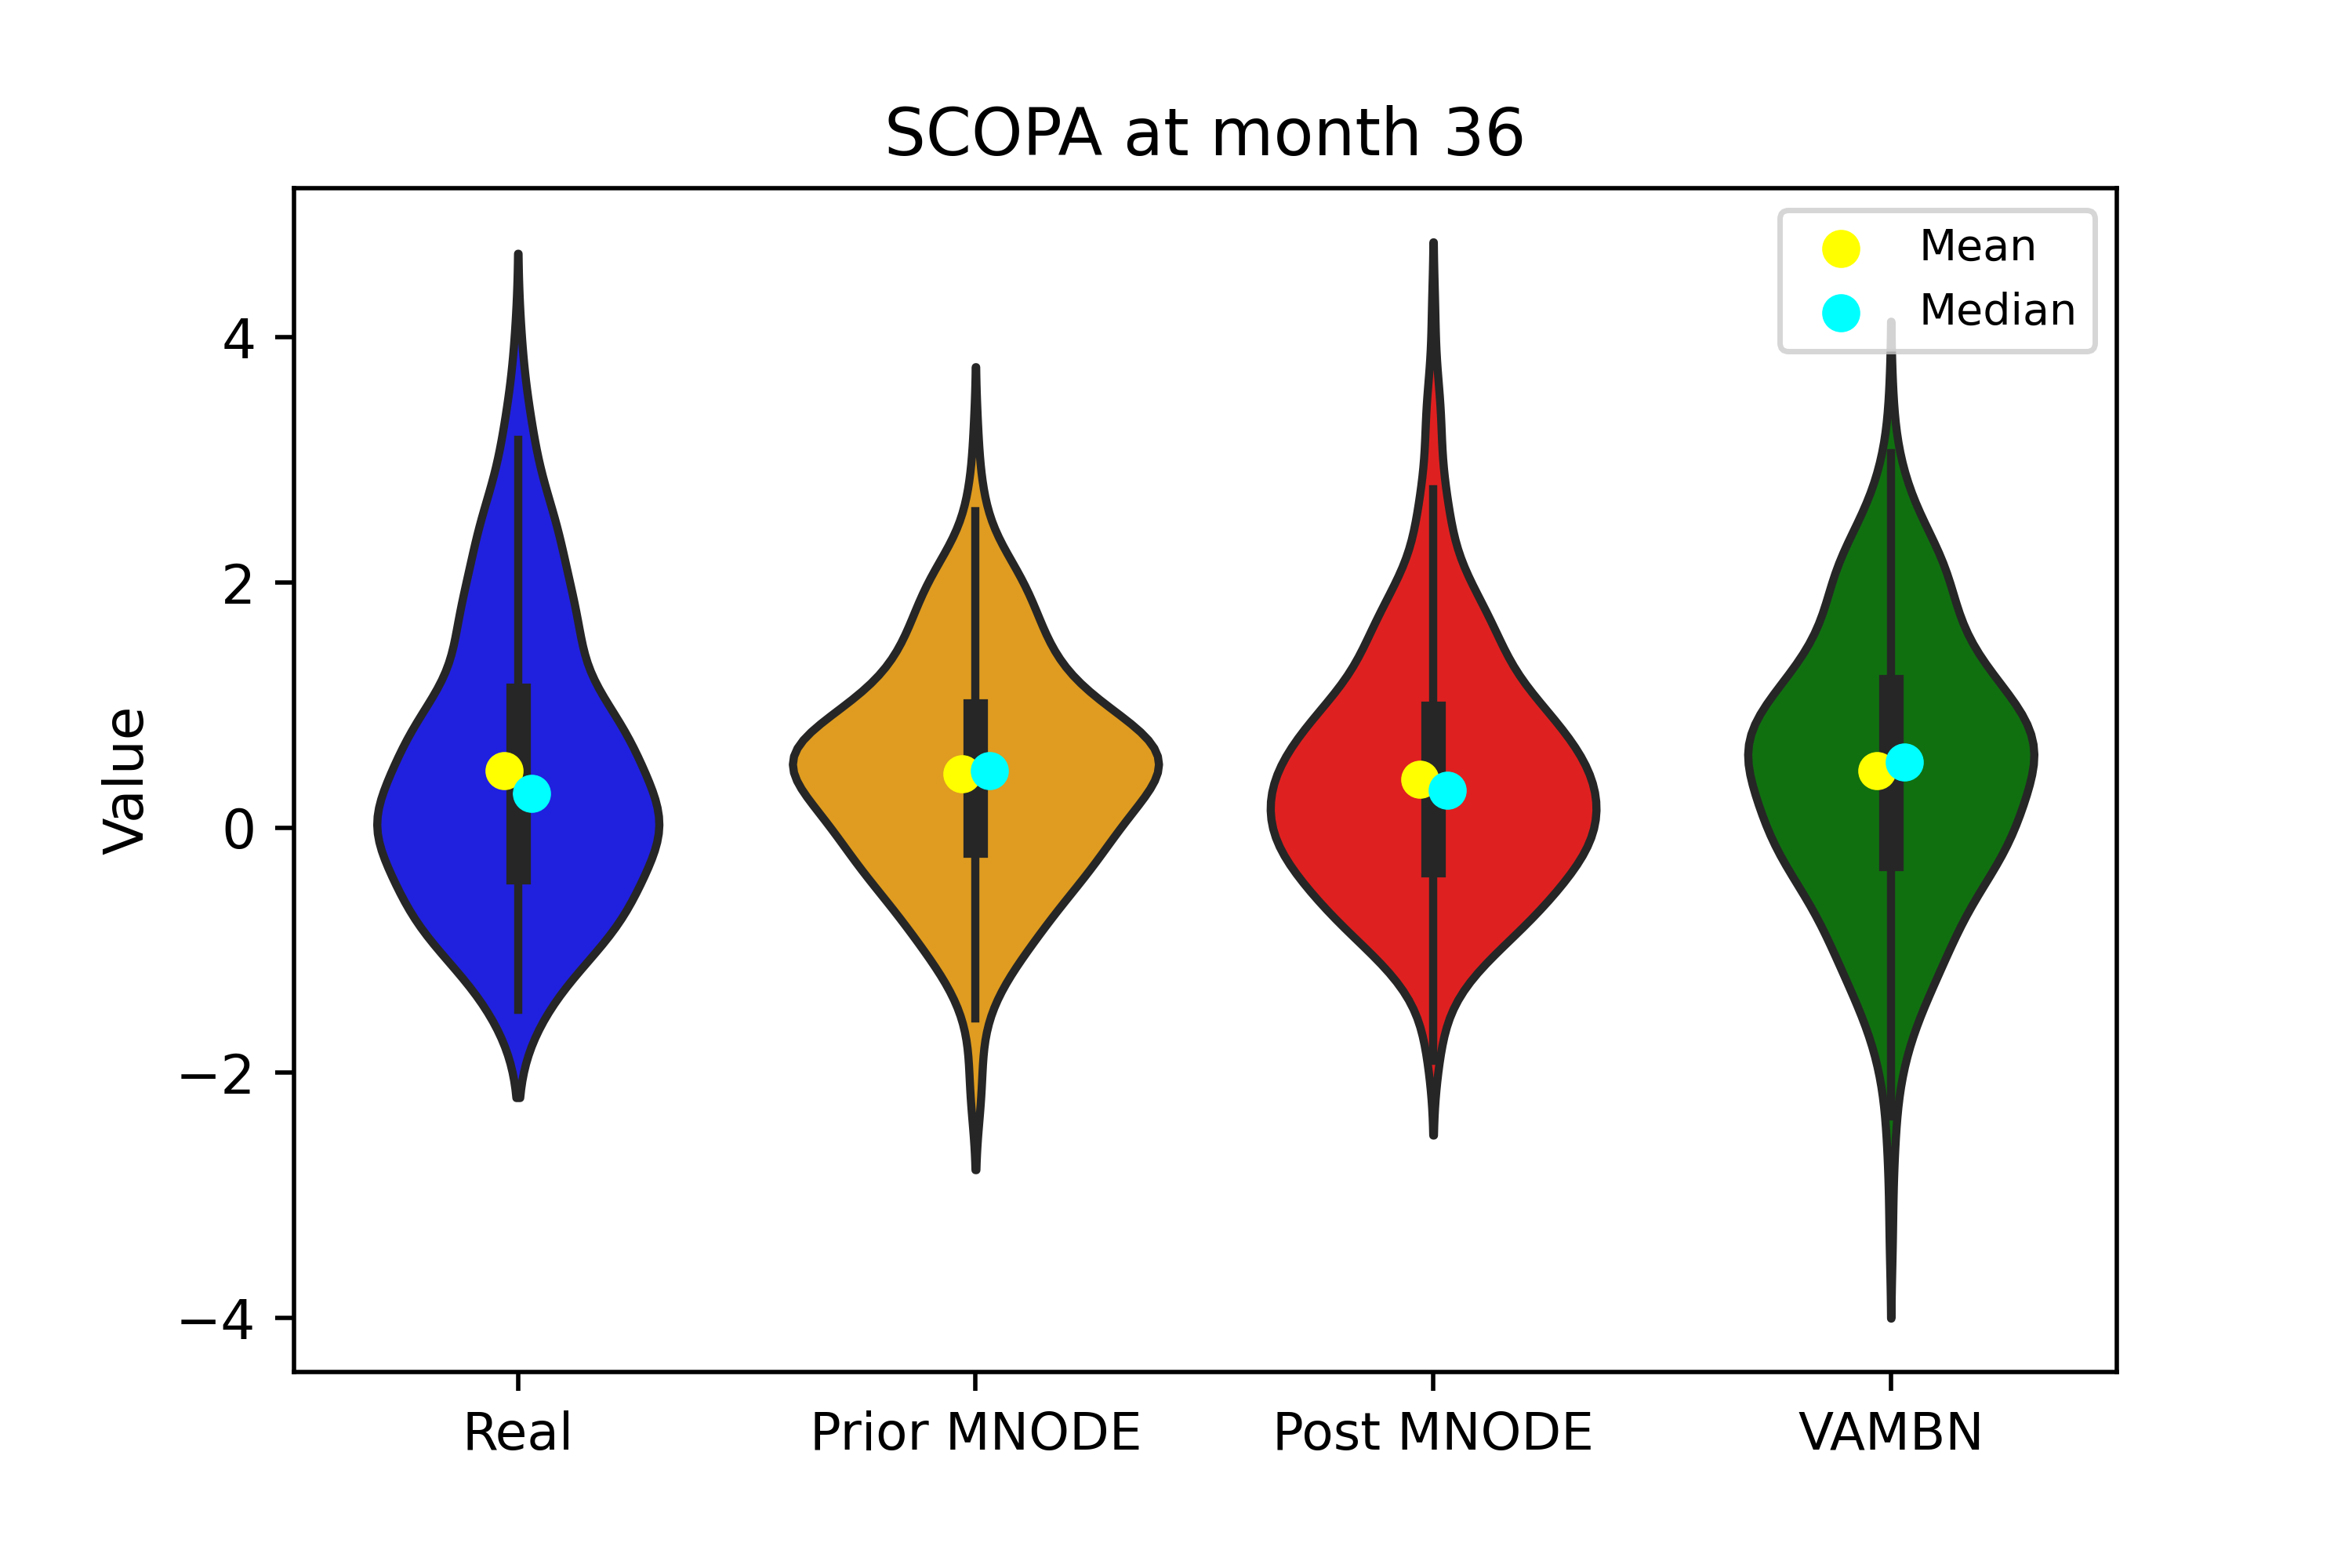 SCOPA at month 36
Mean
Median
4
2
0
−2
−4
Value
Real
Prior MNODE
Post MNODE
VAMBN